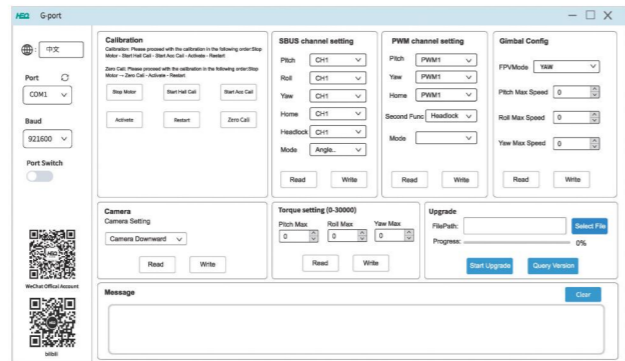 HEQ G-port
: 中文
Port
COM1
Baud
921600
Port Switch
WeChat Offical Account
bilibili
Calibration
Calibration: Please proceed with the calibration in the following order:Stop
Motor - Start Hall Cali - Start Acc Cali - Activate - Restart
Zero Cali: Please proceed with the calibration in the following order:Stop
Motor → Zero Cali - Activate - Restart
Stop Motor Start Hall Cali Start Acc Cali
Activate Restart Zero Cali
SBUS channel setting
Pitch CH1
Roll CH1
Yaw CH1
Home CH1
Headlock CH1
Mode Angle..
Read Write
PWM channel setting
Pitch PWM1
Yaw PWM1
Home PWM1
Second Func Headlock
Mode
Read Write
Gimbal Config
FPVMode YAW
Pitch Max Speed 0
Roll Max Speed 0
Yaw Max Speed 0
Read Write
Camera
Camera Setting
Camera Downward
Read Write
Torque setting (0-30000)
Pitch Max Roll Max Yaw Max
0 0 0
Read Write
Upgrade
FilePath: Select File
Progress: 0%
Start Upgrade Query Version
Message Clear